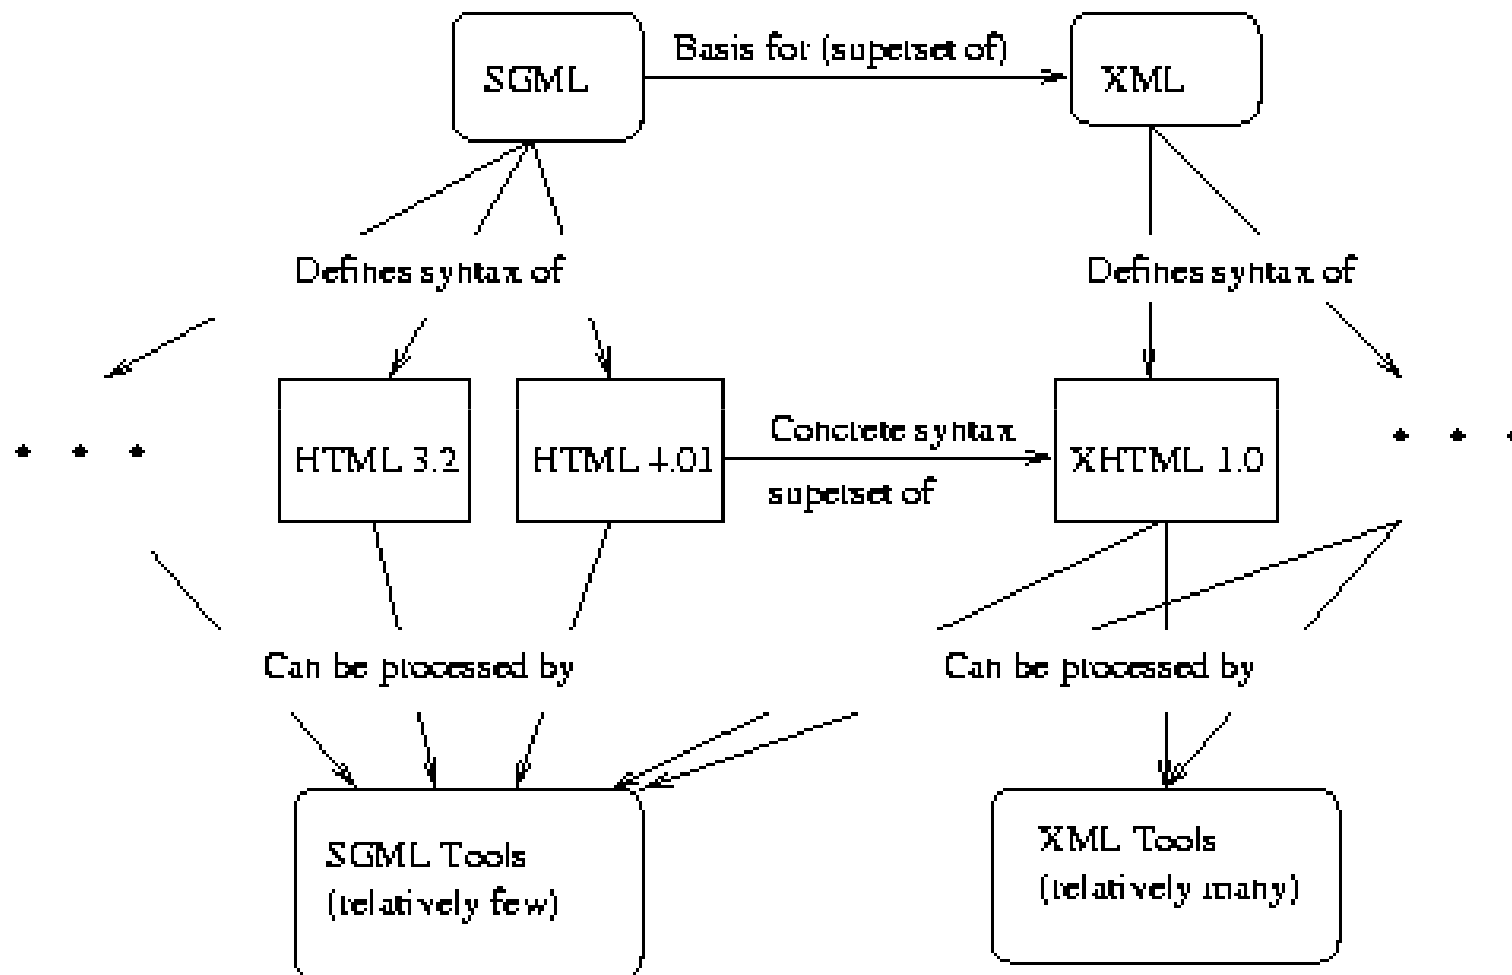 SGML
Basis for (superset of)
XML
Defines syntax of
Defines syntax of
. . .
HTML 3.2
HTML 4.01
Concrete syntax
superset of
XHTML 1.0
. . .
Can be processed by
Can be processed by
SGML Tools
(relatively few)
XML Tools
(relatively many)